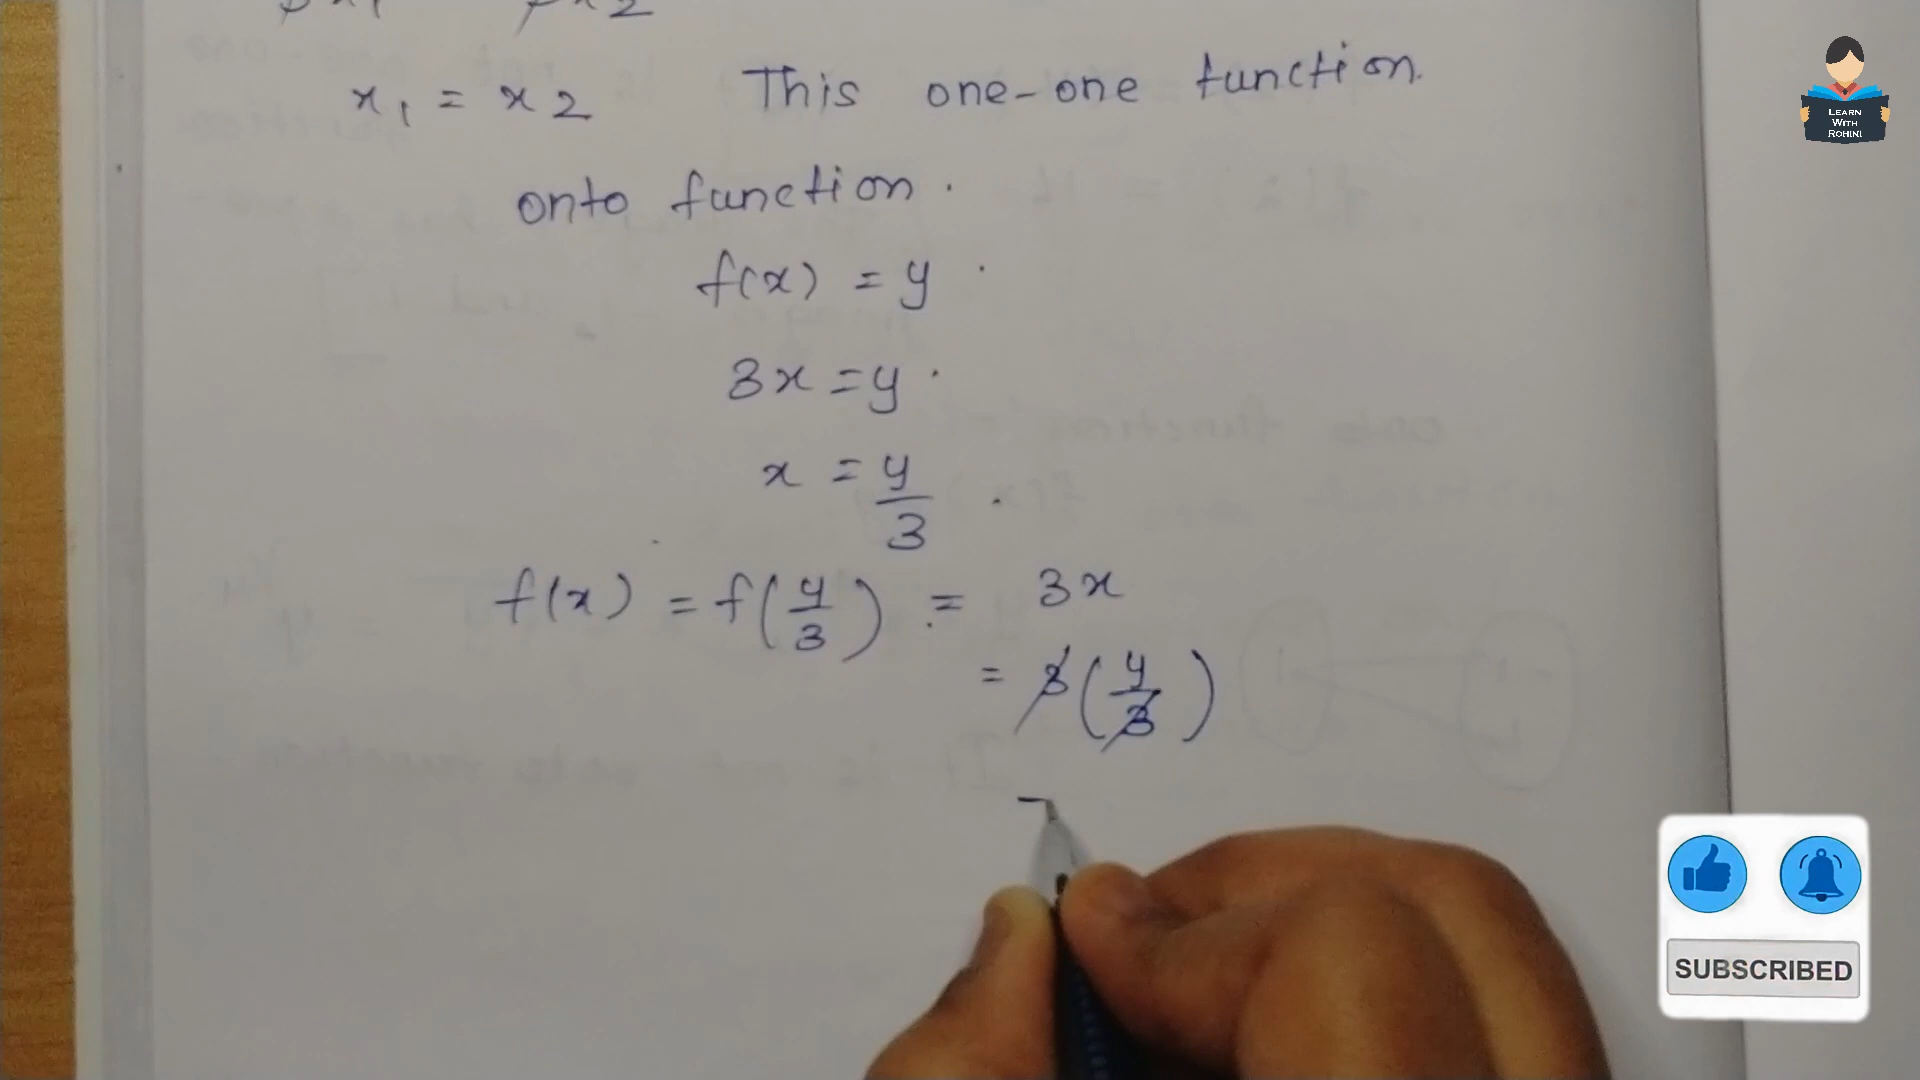 x1 = x2 This one-one function.
onto function.
f(x) = y
3x = y
x = y/3
f(x) = f(y/3) = 3x
= 3(y/3)
LEARN
WITH
ROHINI
SUBSCRIBED